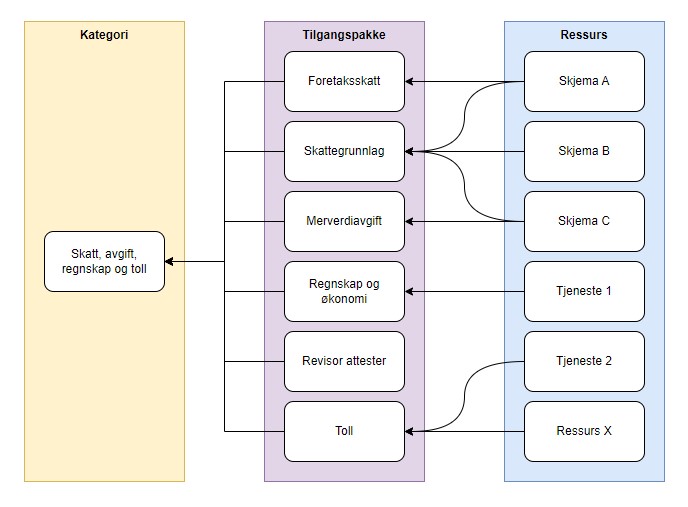 Kategori
Tilgangspakke
Ressurs
Foretaksskatt
Skjema A
Skattegrunnlag
Skjema B
Merverdiavgift
Skjema C
Skatt, avgift,
regnskap og toll
Regnskap og
økonomi
Tjeneste 1
Revisor attester
Tjeneste 2
Toll
Ressurs X